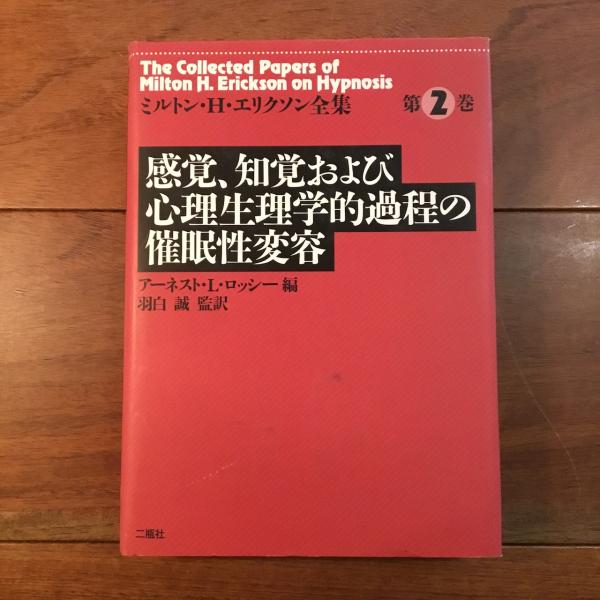 The Collected Papers of
Milton H. Erickson on Hypnosis
ミルトン・H・エリクソン全集 第2巻
感覚、知覚および
心理生理学的過程の
催眠性変容
アーネスト・L・ロッシー 編
羽白 誠 監訳
二瓶社